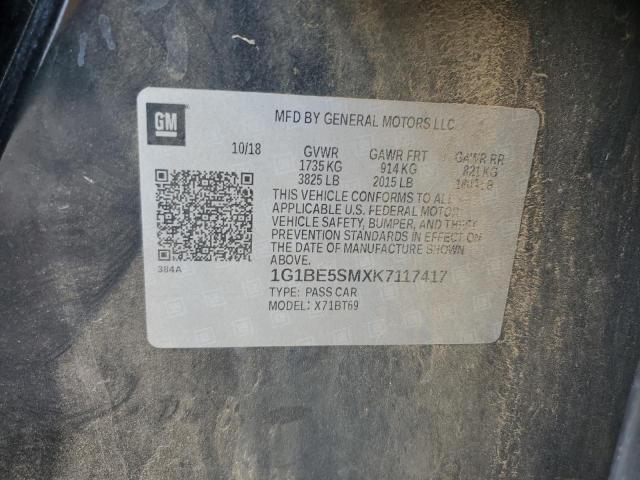 GM
MFD BY GENERAL MOTORS LLC
10/18 GVWR GAWR FRT GAWR RR
1735 KG 914 KG 821 KG
3825 LB 2015 LB
THIS VEHICLE CONFORMS TO ALL
APPLICABLE U.S. FEDERAL MOTOR
VEHICLE SAFETY, BUMPER, AND THEFT
PREVENTION STANDARDS IN EFFECT ON
THE DATE OF MANUFACTURE SHOWN
ABOVE.
384A
1G1BE5SMXK7117417
TYPE: PASS CAR
MODEL: X71BT69